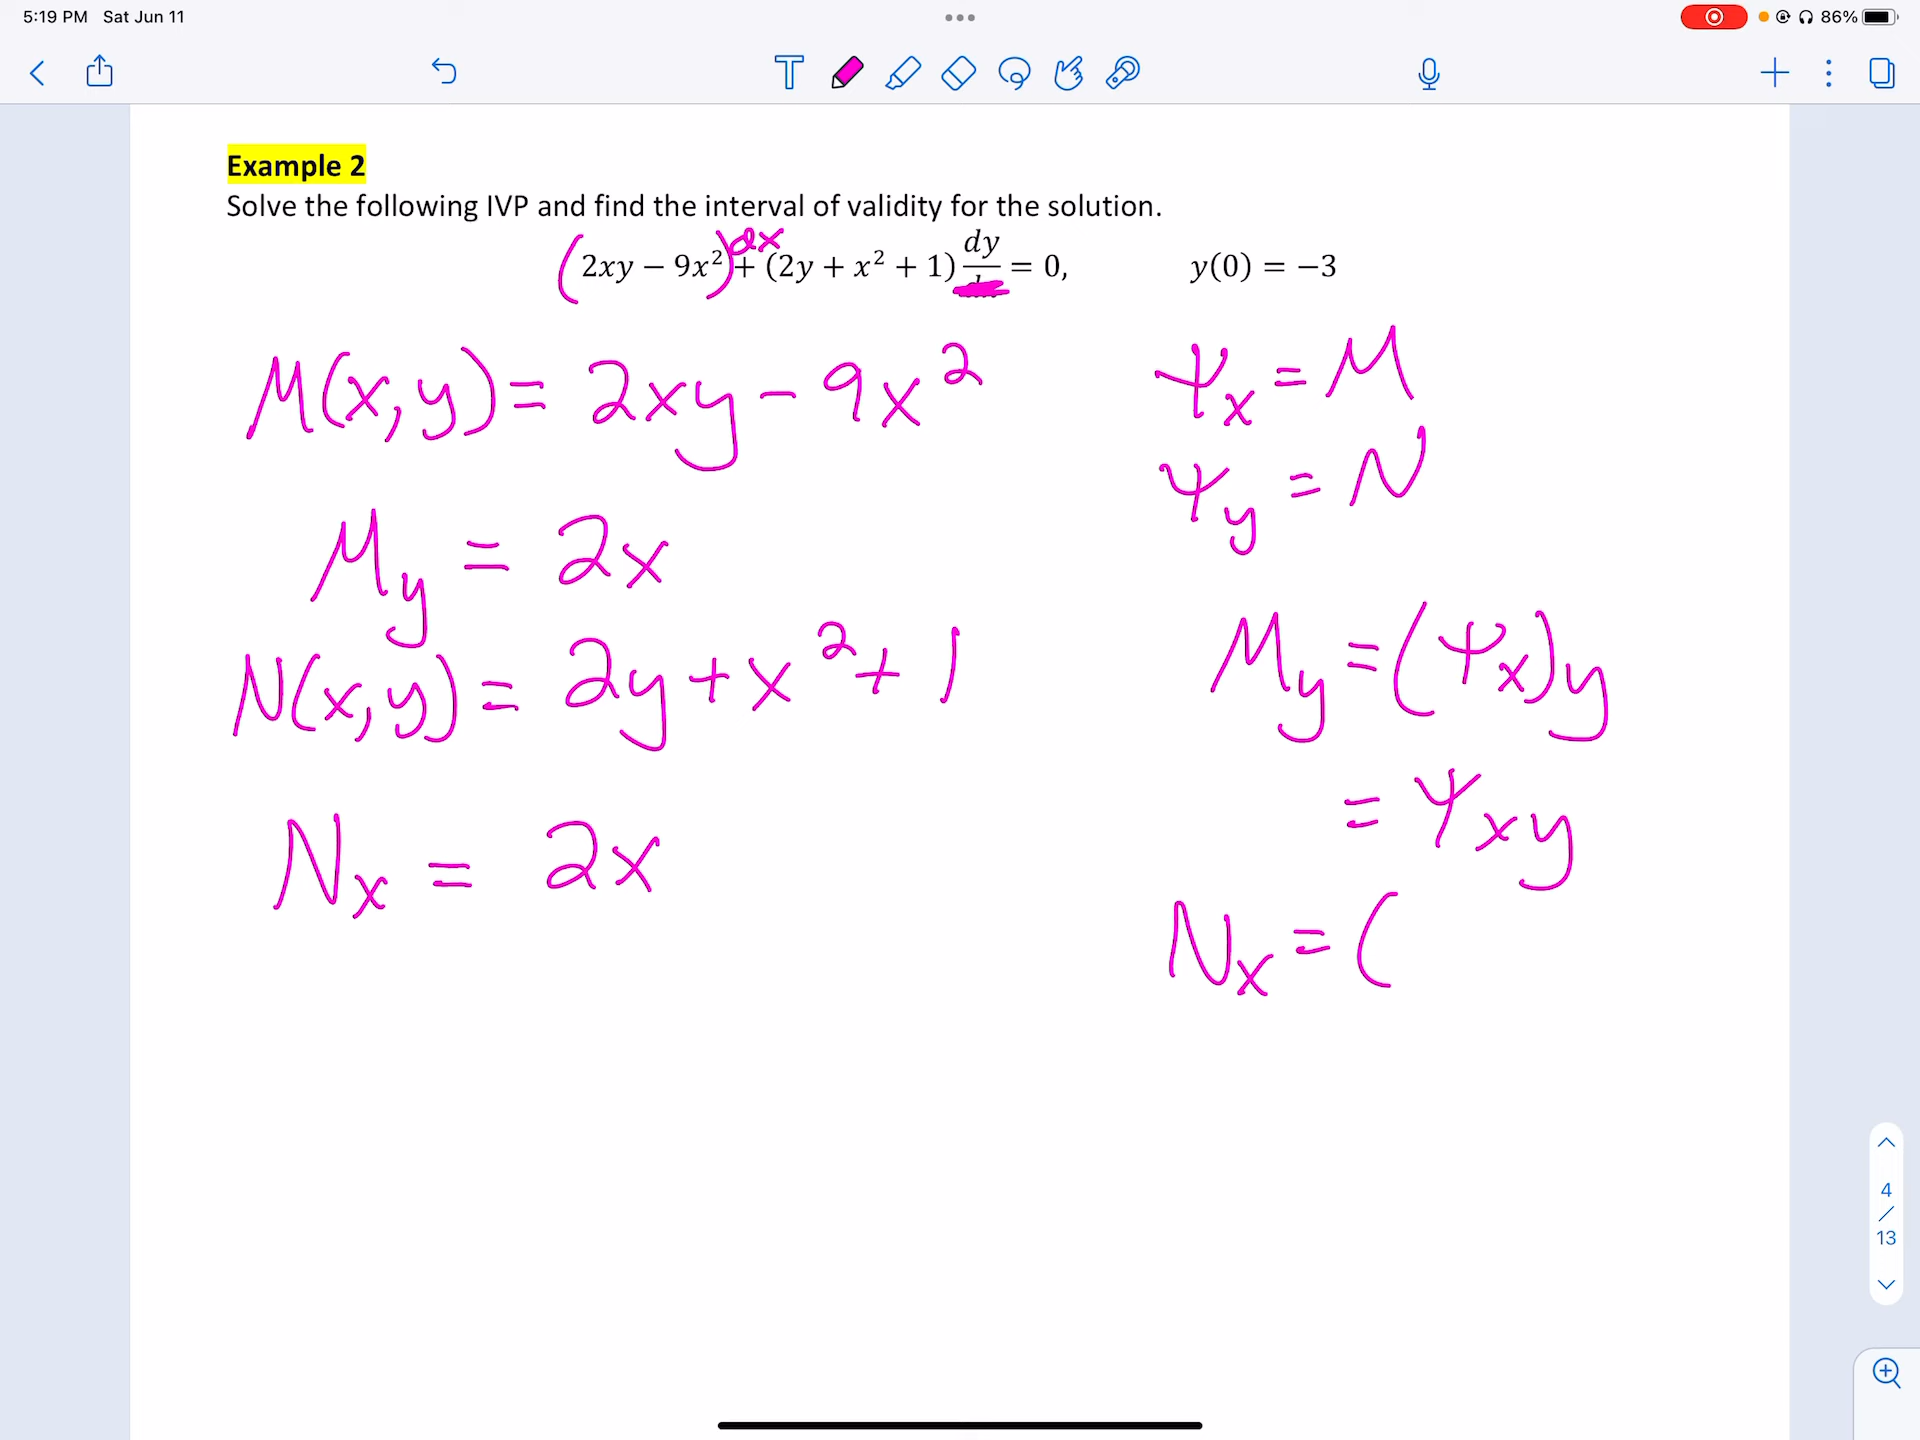 5:19 PM Sat Jun 11
86%
T
Example 2
Solve the following IVP and find the interval of validity for the solution.
(2xy − 9x²)dx + (2y + x² + 1) dy = 0, y(0) = −3
M(x,y) = 2xy - 9x²
ψx = M
ψy = N
My = 2x
N(x,y) = 2y + x² + 1
My = (ψx)y
= ψxy
Nx = 2x
Nx = (
4
/
13